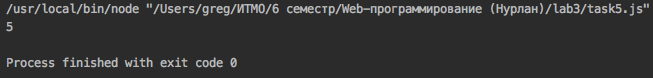 /usr/local/bin/node "/Users/greg/ИТМО/6 семестр/Web-программирование (Нурлан)/lab3/task5.js"
5
Process finished with exit code 0